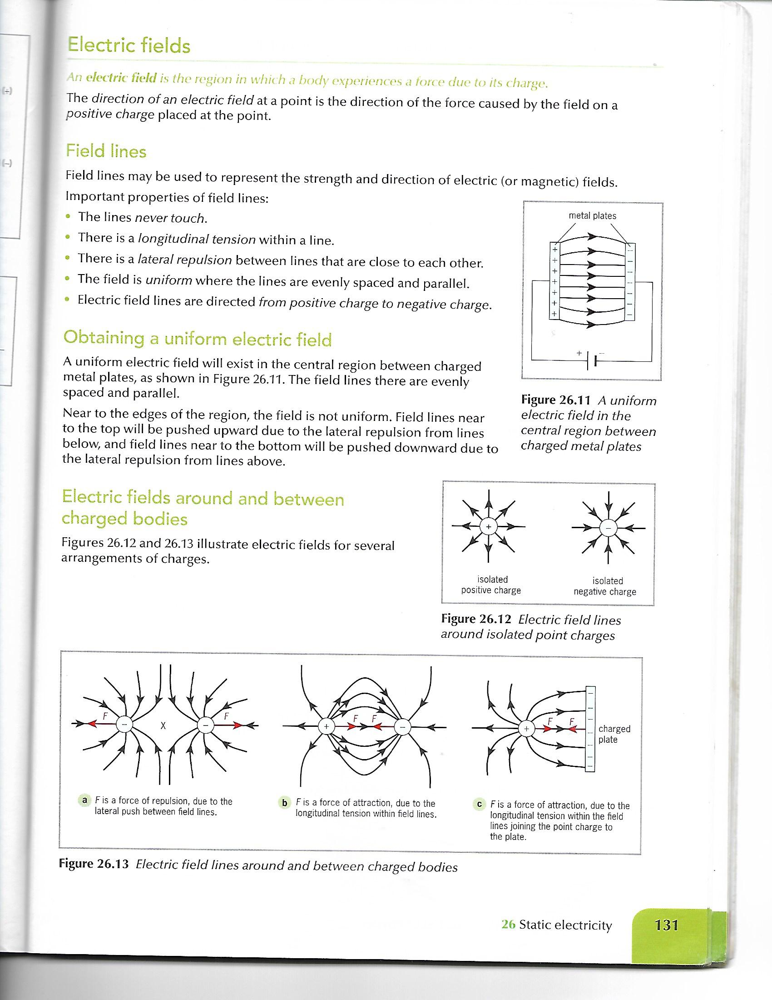 Electric fields
An electric field is the region in which a body experiences a force due to its charge.
The direction of an electric field at a point is the direction of the force caused by the field on a
positive charge placed at the point.
Field lines
Field lines may be used to represent the strength and direction of electric (or magnetic) fields.
Important properties of field lines:
• The lines never touch.
• There is a longitudinal tension within a line.
• There is a lateral repulsion between lines that are close to each other.
• The field is uniform where the lines are evenly spaced and parallel.
• Electric field lines are directed from positive charge to negative charge.
metal plates
+ −
+ −
+ −
+ −
+ −
+ −
+ −
+ −
Figure 26.11 A uniform
electric field in the
central region between
charged metal plates
Obtaining a uniform electric field
A uniform electric field will exist in the central region between charged
metal plates, as shown in Figure 26.11. The field lines there are evenly
spaced and parallel.
Near to the edges of the region, the field is not uniform. Field lines near
to the top will be pushed upward due to the lateral repulsion from lines
below, and field lines near to the bottom will be pushed downward due to
the lateral repulsion from lines above.
Electric fields around and between
charged bodies
Figures 26.12 and 26.13 illustrate electric fields for several
arrangements of charges.
+ −
isolated
positive charge
isolated
negative charge
Figure 26.12 Electric field lines
around isolated point charges
F − X − F
a F is a force of repulsion, due to the
lateral push between field lines.
+ F F −
b F is a force of attraction, due to the
longitudinal tension within field lines.
+ F F
− − − − − − −
charged
plate
c F is a force of attraction, due to the
longitudinal tension within the field
lines joining the point charge to
the plate.
Figure 26.13 Electric field lines around and between charged bodies
26 Static electricity 131
(+)
(−)